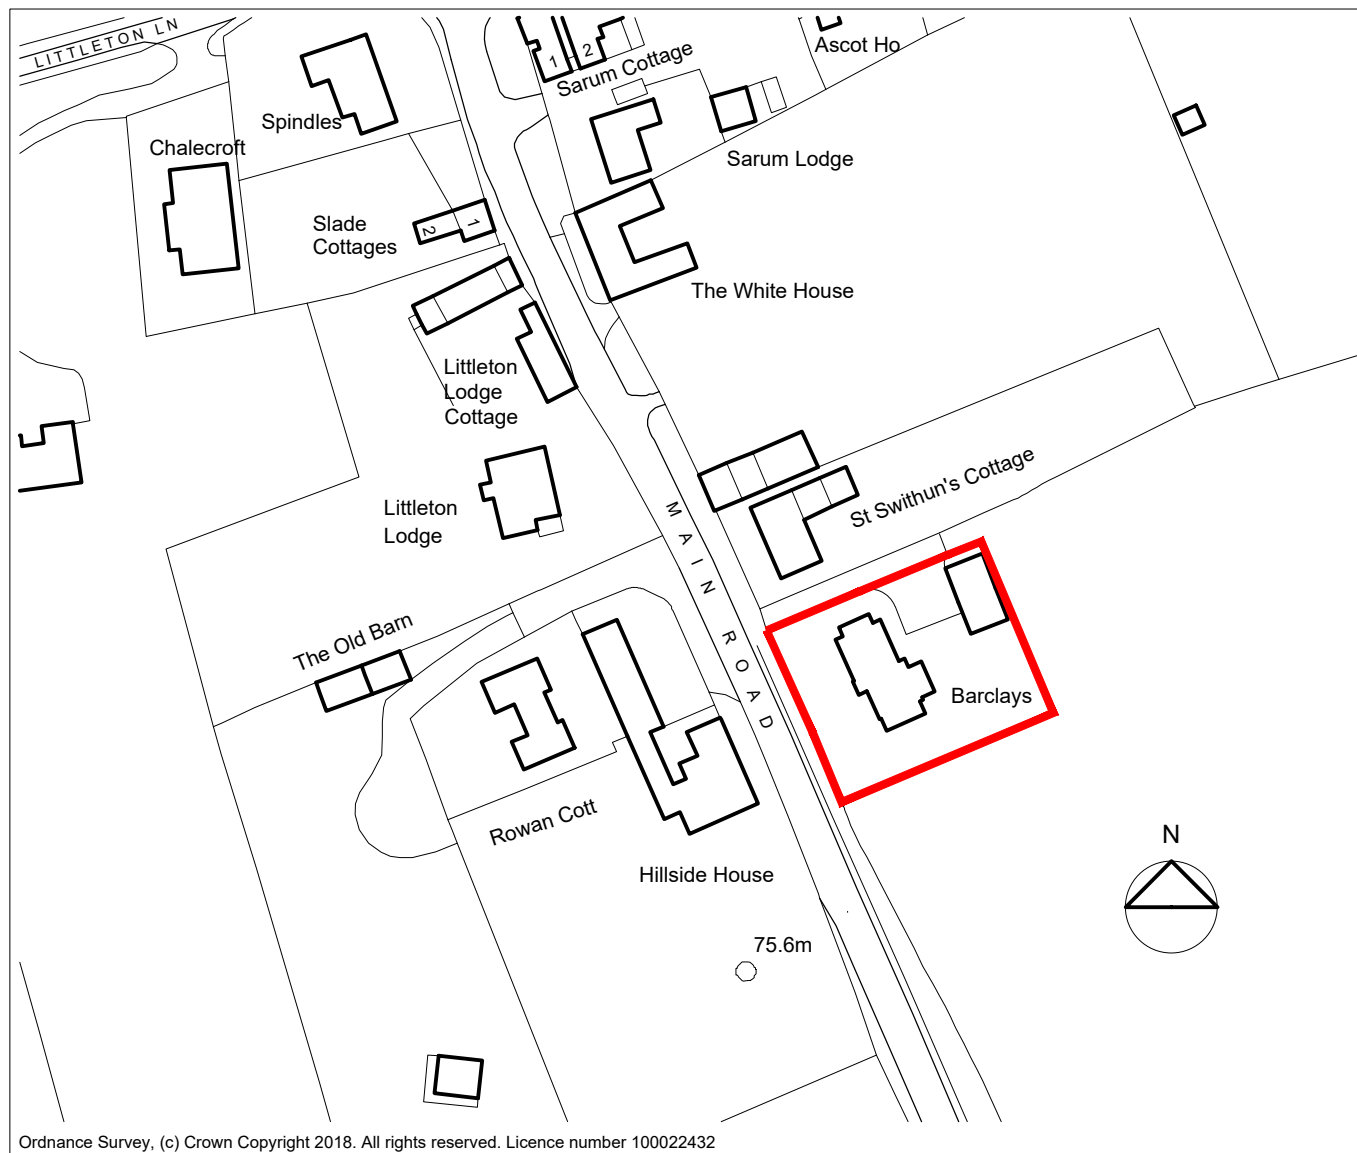 LITTLETON LN
1
2
Sarum Cottage
Ascot Ho
Spindles
Chalecroft
Sarum Lodge
Slade
Cottages
2
1
The White House
Littleton
Lodge
Cottage
St Swithun's Cottage
Littleton
Lodge
MAIN ROAD
The Old Barn
Barclays
Rowan Cott
Hillside House
N
75.6m
Ordnance Survey, (c) Crown Copyright 2018. All rights reserved. Licence number 100022432